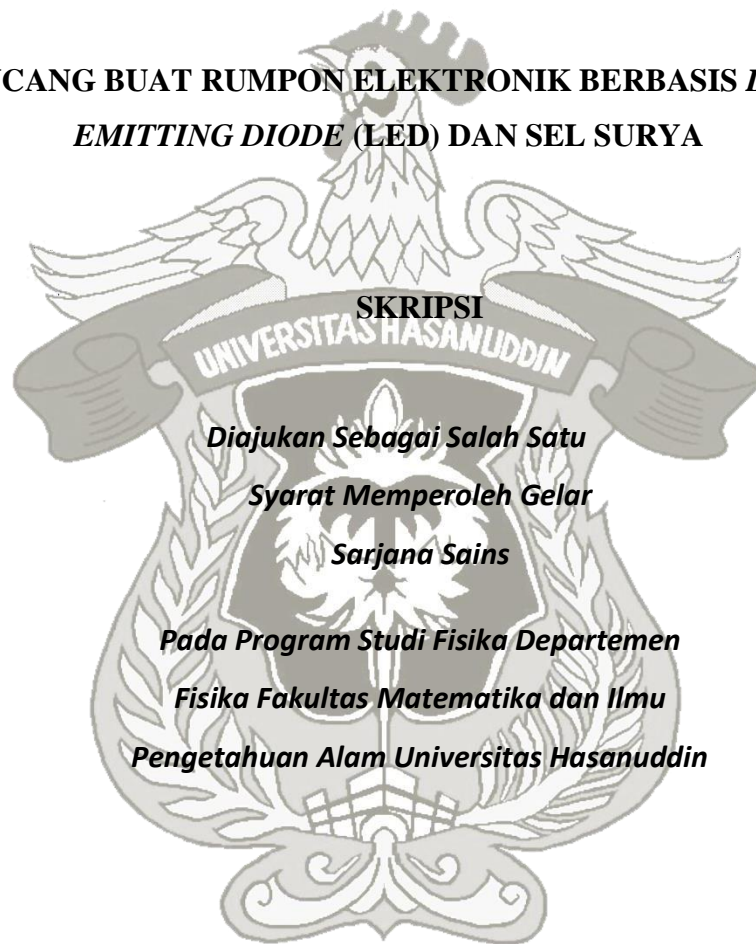 NCANG BUAT RUMPON ELEKTRONIK BERBASIS
EMITTING DIODE (LED) DAN SEL SURYA
SKRIPSI
UNIVERSITAS HASANUDDIN
Diajukan Sebagai Salah Satu
Syarat Memperoleh Gelar
Sarjana Sains
Pada Program Studi Fisika Departemen
Fisika Fakultas Matematika dan Ilmu
Pengetahuan Alam Universitas Hasanuddin